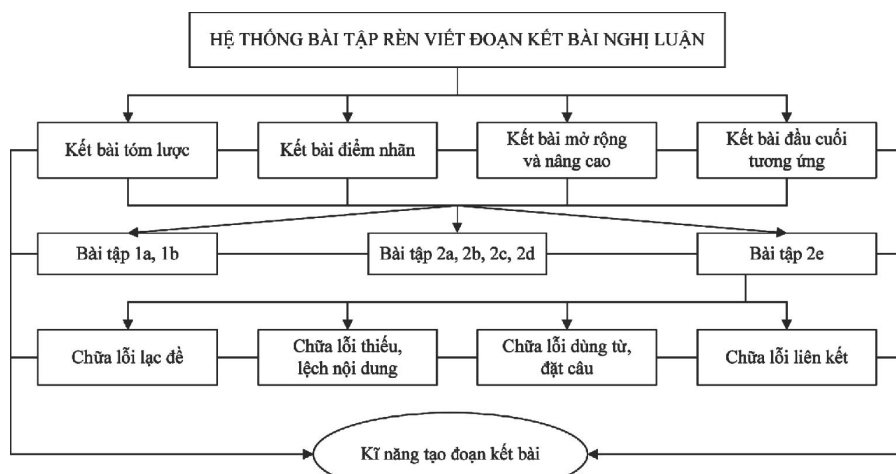 HỆ THỐNG BÀI TẬP RÈN VIẾT ĐOẠN KẾT BÀI NGHỊ LUẬN
Kết bài tóm lược
Kết bài điểm nhãn
Kết bài mở rộng
và nâng cao
Kết bài đầu cuối
tương ứng
Bài tập 1a, 1b
Bài tập 2a, 2b, 2c, 2d
Bài tập 2e
Chữa lỗi lạc đề
Chữa lỗi thiếu,
lệch nội dung
Chữa lỗi dùng từ,
đặt câu
Chữa lỗi liên kết
Kĩ năng tạo đoạn kết bài